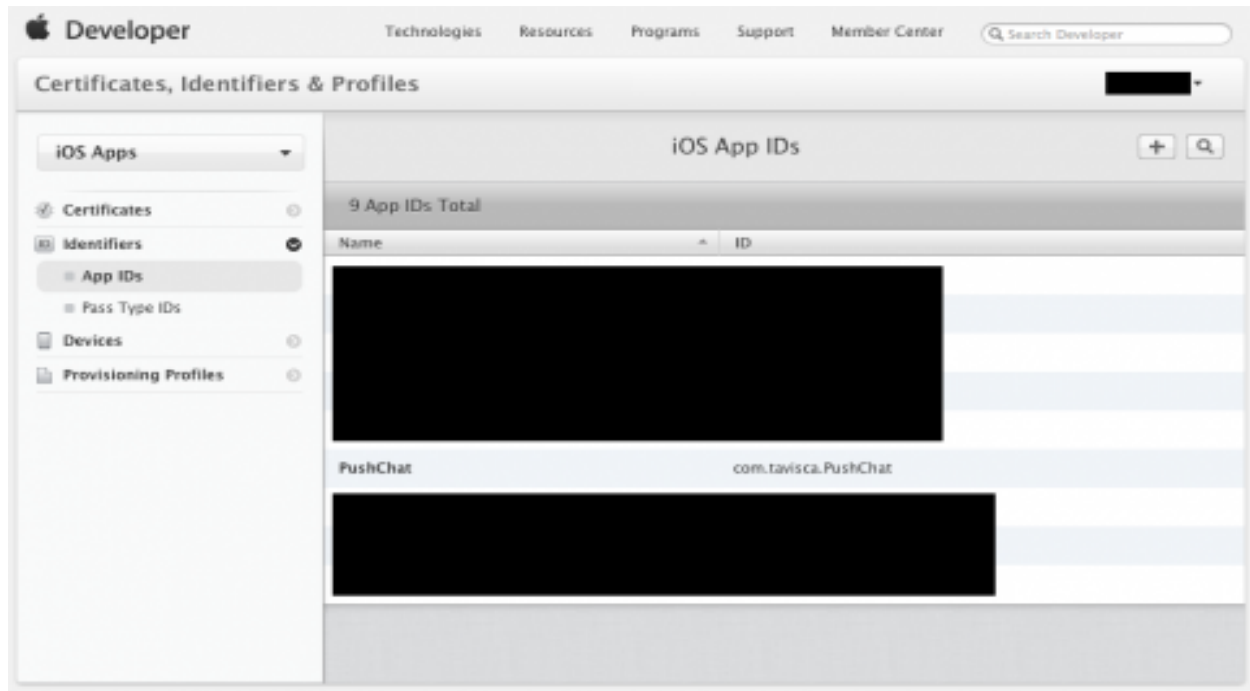 Developer Technologies Resources Programs Support Member Center Search Developer
Certificates, Identifiers & Profiles
iOS Apps
iOS App IDs
Certificates
9 App IDs Total
Identifiers
Name ID
App IDs
Pass Type IDs
Devices
Provisioning Profiles
PushChat com.tavisca.PushChat